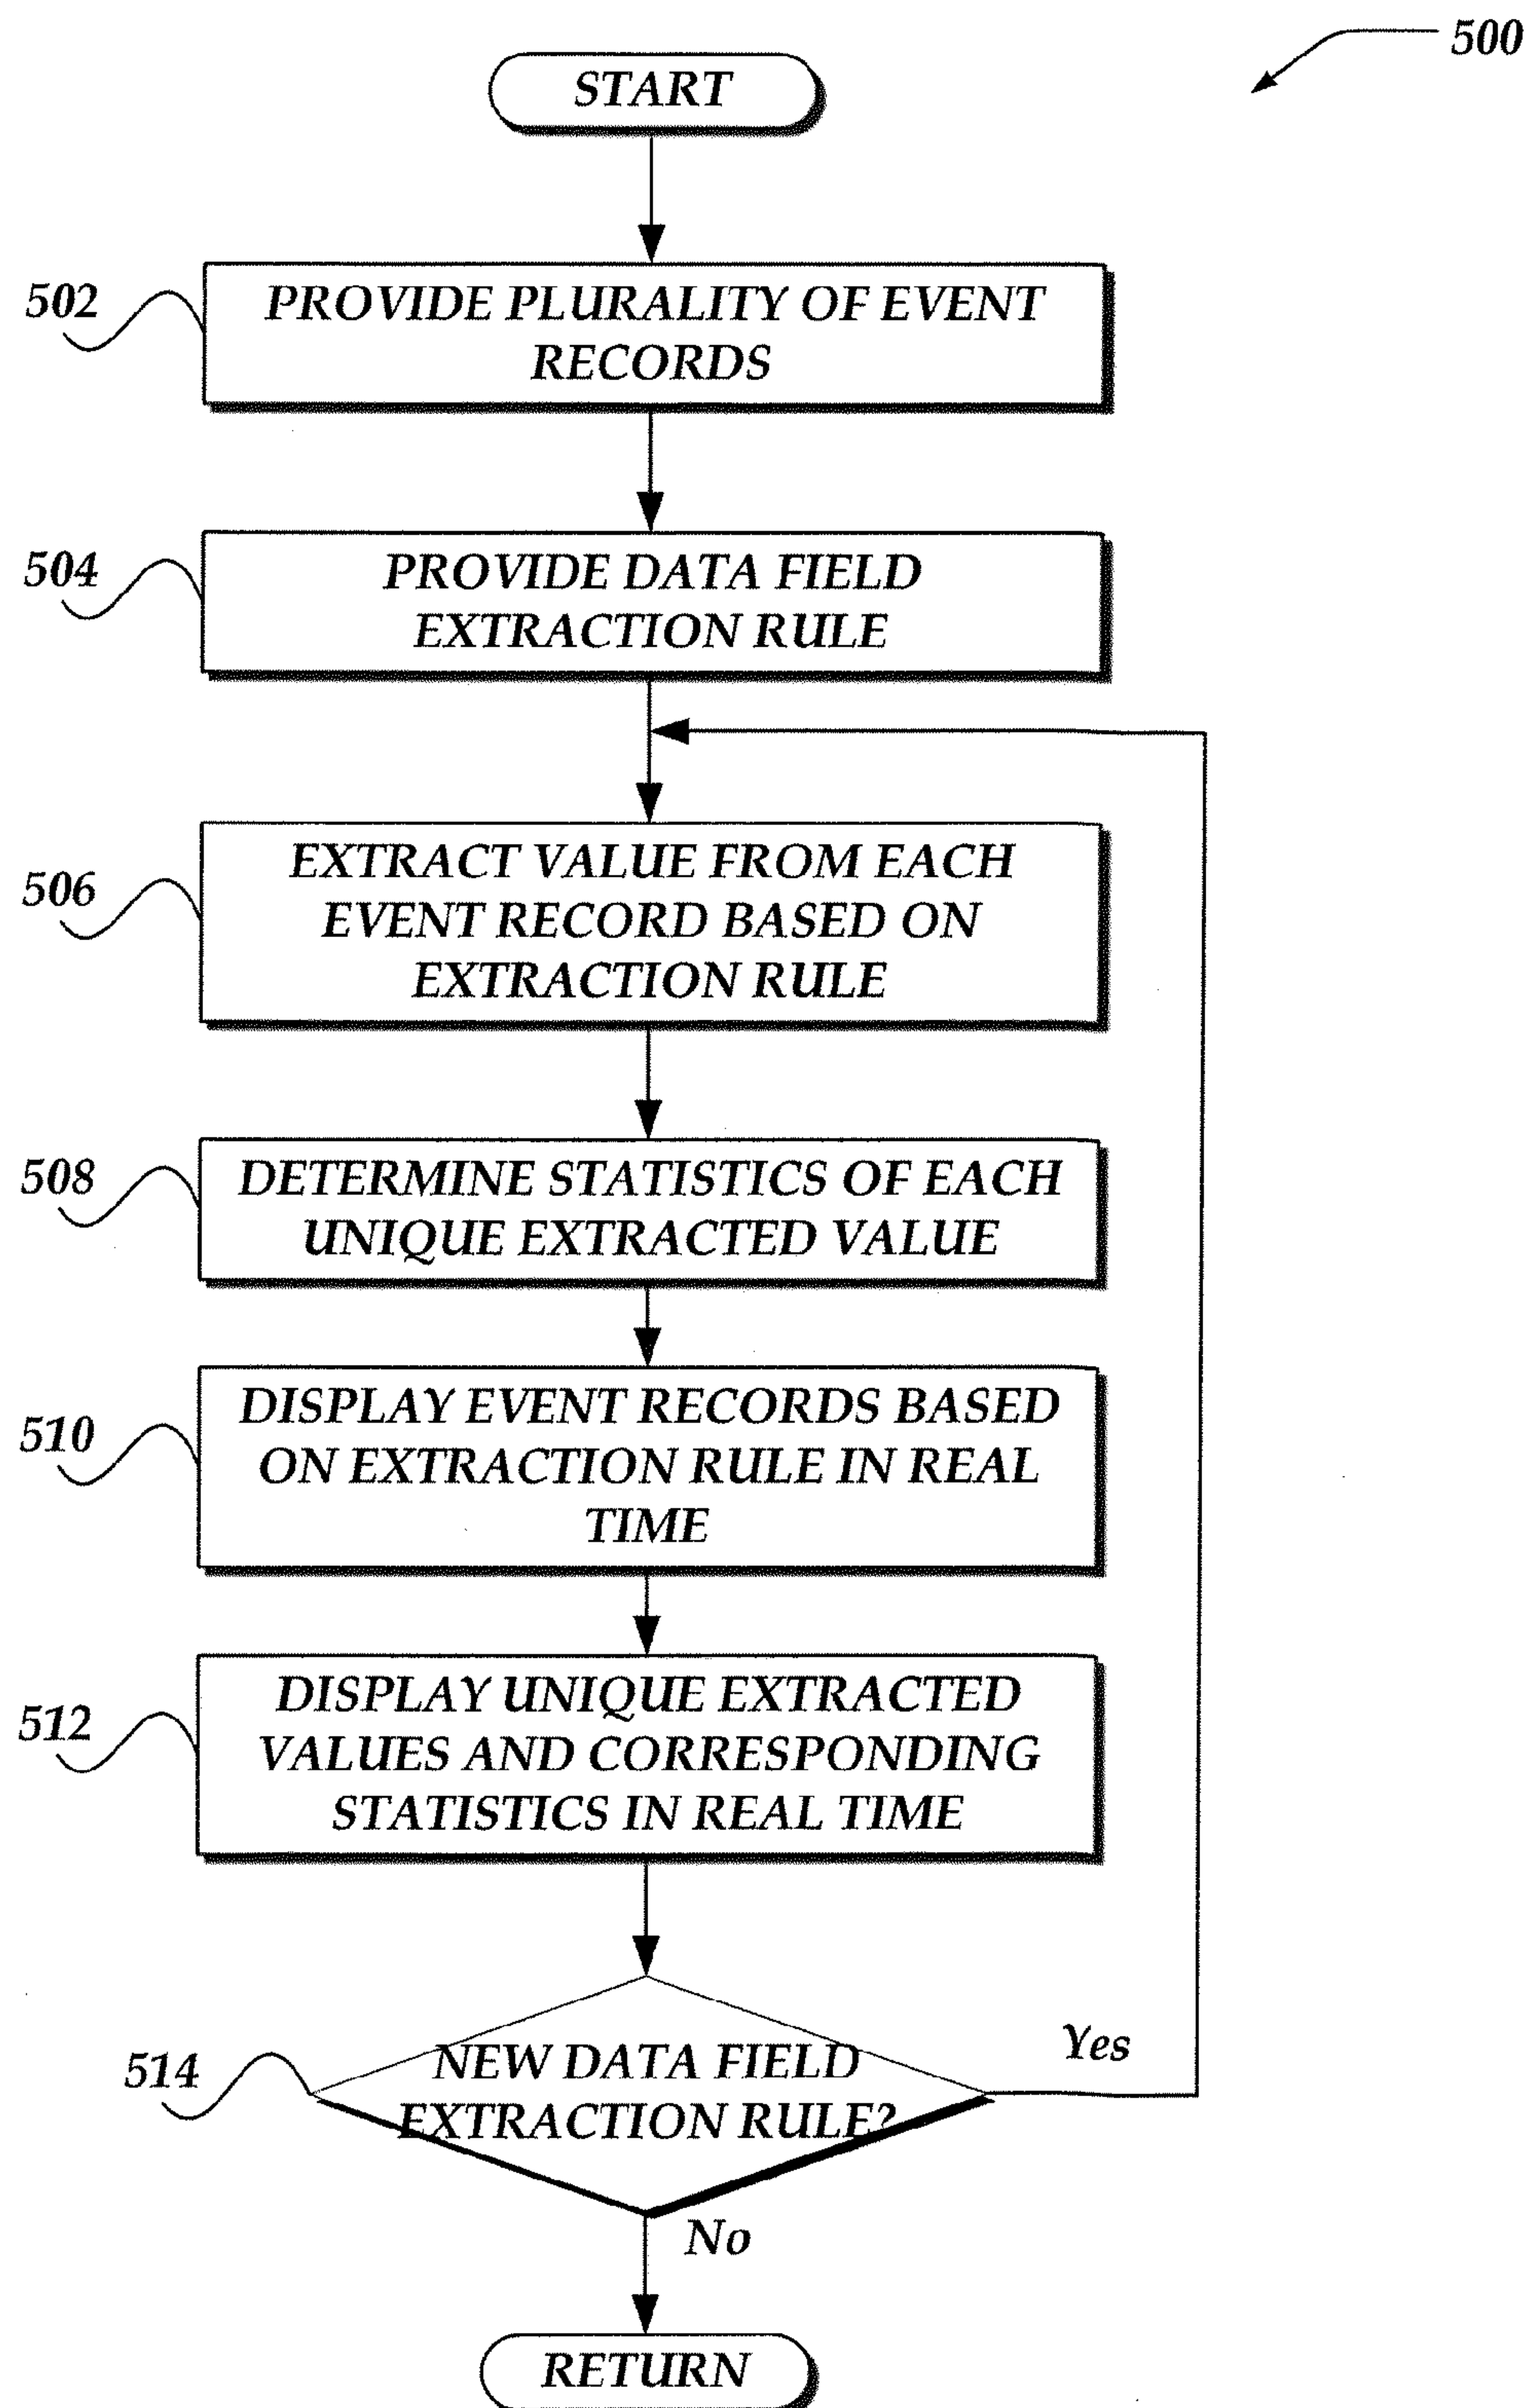 500
START
502
PROVIDE PLURALITY OF EVENT
RECORDS
504
PROVIDE DATA FIELD
EXTRACTION RULE
506
EXTRACT VALUE FROM EACH
EVENT RECORD BASED ON
EXTRACTION RULE
508
DETERMINE STATISTICS OF EACH
UNIQUE EXTRACTED VALUE
510
DISPLAY EVENT RECORDS BASED
ON EXTRACTION RULE IN REAL
TIME
512
DISPLAY UNIQUE EXTRACTED
VALUES AND CORRESPONDING
STATISTICS IN REAL TIME
514
NEW DATA FIELD
EXTRACTION RULE?
Yes
No
RETURN